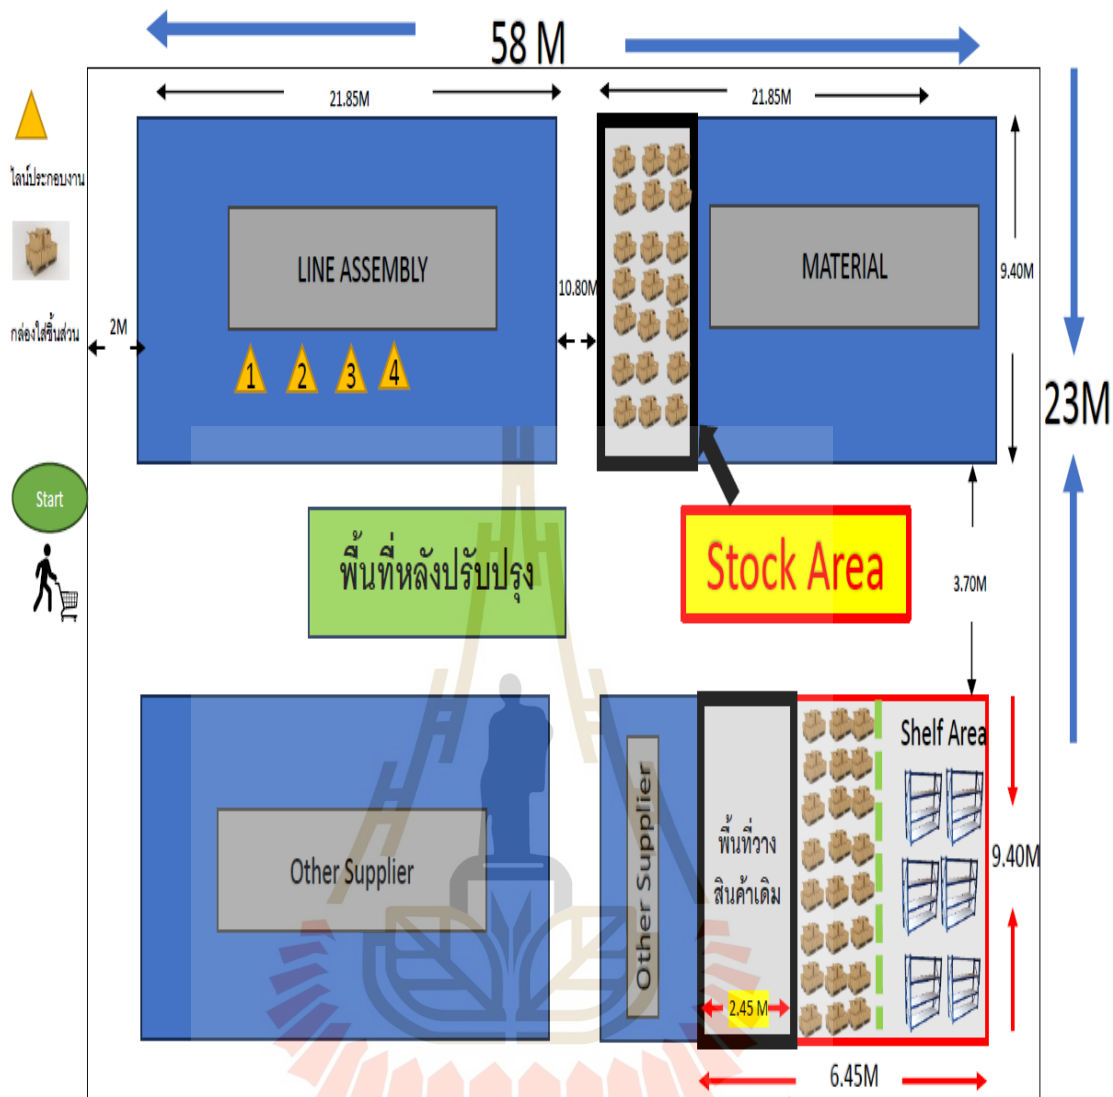 58 M
21.85M
21.85M
ไลน์ประกอบงาน
LINE ASSEMBLY
MATERIAL
9.40M
10.80M
กล่องใส่ชิ้นส่วน
2M
1
2
3
4
23M
Start
พื้นที่หลังปรับปรุง
Stock Area
3.70M
Shelf Area
Other Supplier
Other Supplier
พื้นที่วาง
สินค้าเดิม
9.40M
2.45 M
6.45M